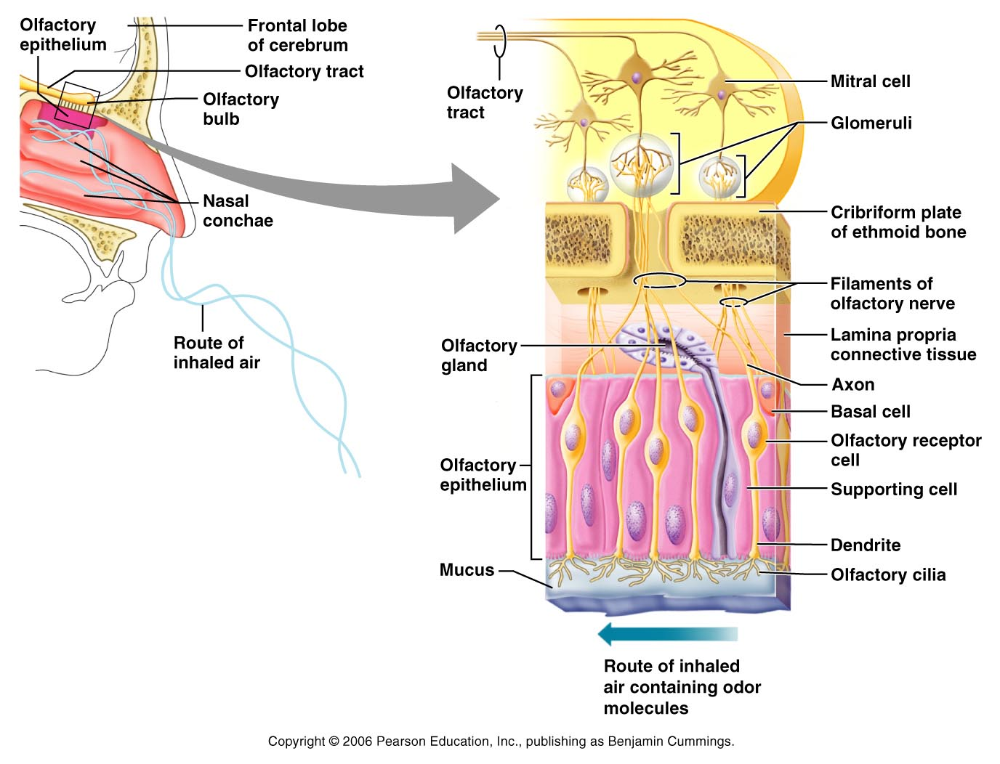 Olfactory
epithelium
Frontal lobe
of cerebrum
Olfactory tract
Olfactory
bulb
Nasal
conchae
Route of
inhaled air
Olfactory
tract
Mitral cell
Glomeruli
Cribriform plate
of ethmoid bone
Filaments of
olfactory nerve
Lamina propria
connective tissue
Olfactory
gland
Axon
Basal cell
Olfactory receptor
cell
Olfactory
epithelium
Supporting cell
Dendrite
Mucus
Olfactory cilia
Route of inhaled
air containing odor
molecules
Copyright © 2006 Pearson Education, Inc., publishing as Benjamin Cummings.